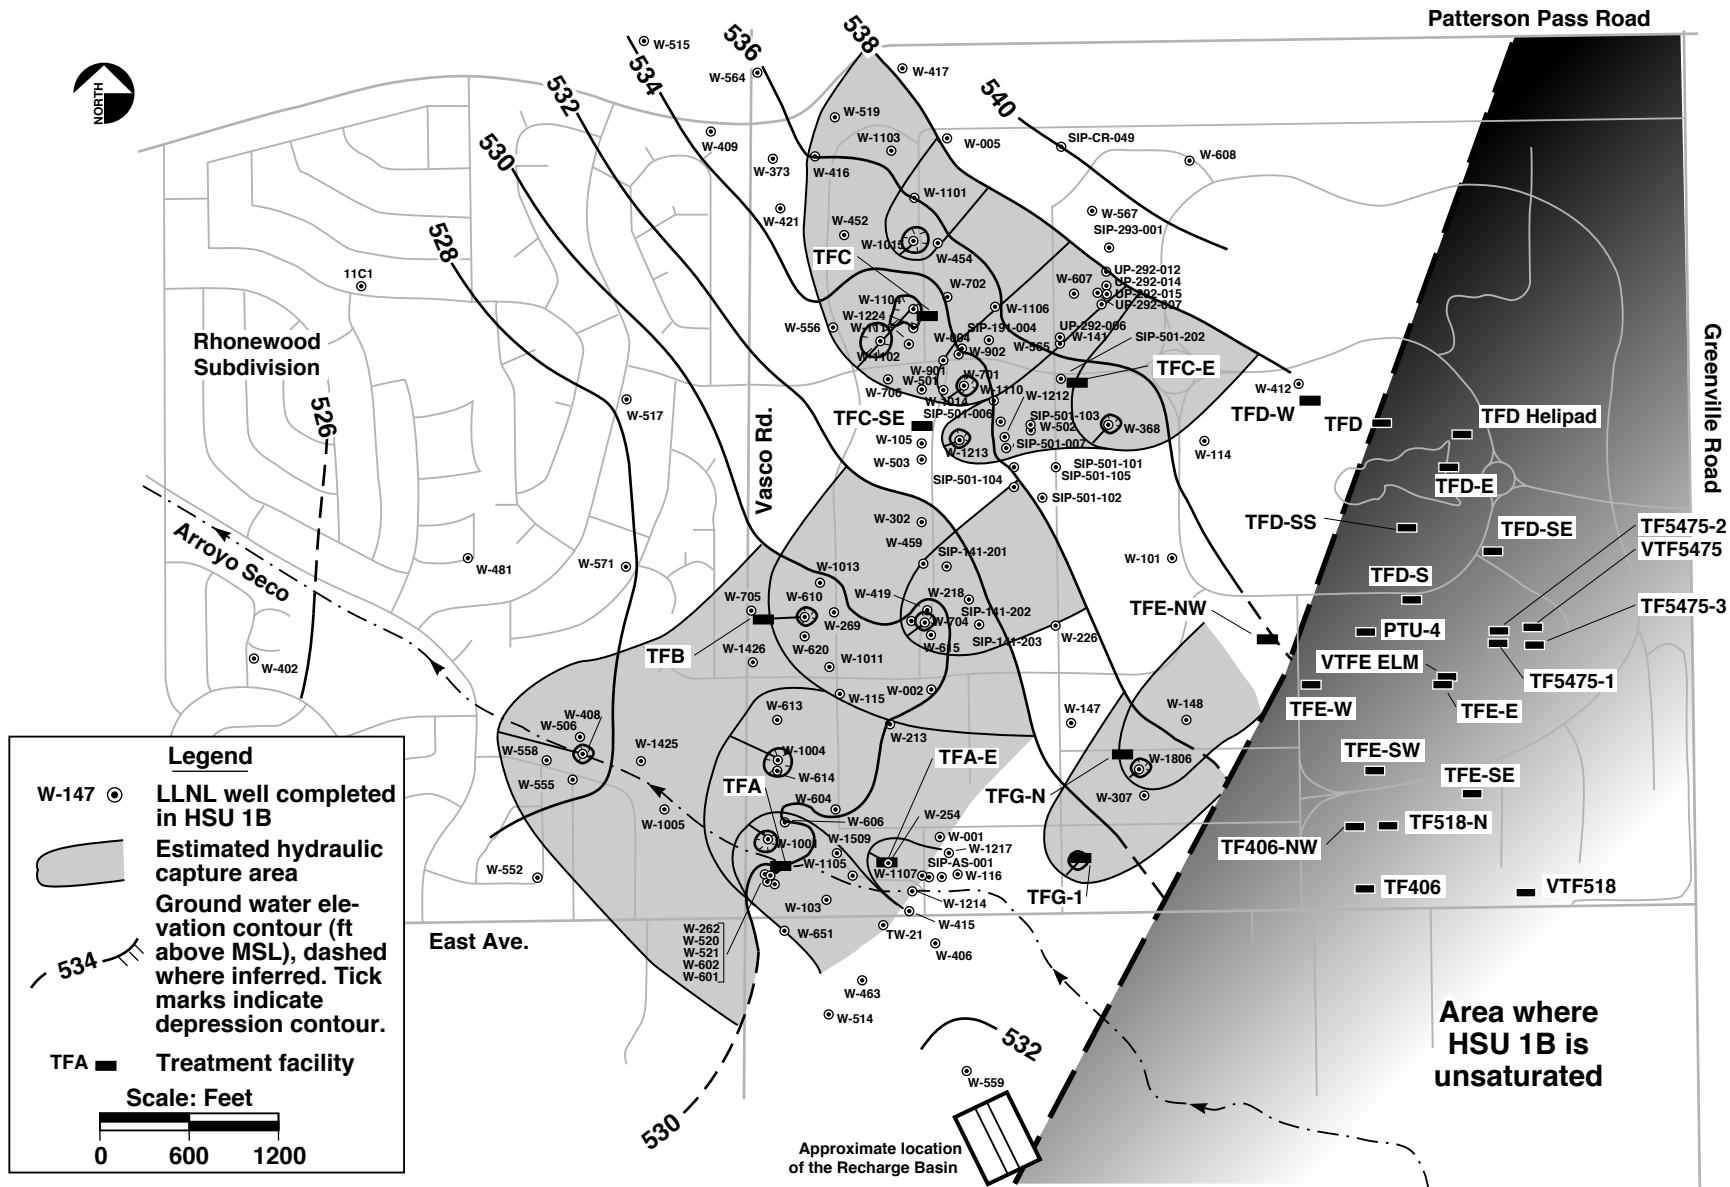 Patterson Pass Road
NORTH
W-515
536
538
W-417
W-564
534
532
540
W-519
W-409
W-1103
W-005
SIP-CR-049
W-608
530
W-373
W-416
W-1101
W-421
W-452
W-567
SIP-293-001
528
W-1015
W-454
TFC
11C1
UP-292-012
UP-292-014
UP-292-015
UP-292-007
W-607
W-702
W-1104
W-1224
W-1106
W-556
SIP-191-004
UP-292-006
W-141
SIP-501-202
W-565
W-902
W-1102
W-901
W-701
TFC-E
Rhonewood
Subdivision
Greenville Road
W-706
W-501
W-1014
W-1110
W-1212
W-412
TFD-W
TFD
TFD Helipad
526
W-517
Vasco Rd.
TFC-SE
SIP-501-006
SIP-501-103
W-502
W-368
W-105
SIP-501-007
W-1213
W-114
W-503
SIP-501-101
SIP-501-105
SIP-501-104
SIP-501-102
TFD-E
W-302
TFD-SS
TFD-SE
TF5475-2
VTF5475
Arroyo Seco
W-459
SIP-141-201
W-101
W-481
W-571
W-1013
TFD-S
W-705
W-610
W-419
W-218
SIP-141-202
TFE-NW
TF5475-3
W-269
W-704
SIP-141-203
W-226
PTU-4
TFB
W-620
W-615
W-1426
W-1011
VTFE ELM
W-402
TF5475-1
W-115
W-002
TFE-W
TFE-E
W-408
W-613
W-147
W-148
W-506
W-213
W-558
W-1425
W-1004
TFA-E
TFE-SW
W-614
W-1806
W-555
TFA
TFE-SE
W-604
TFG-N
W-307
W-1005
W-606
W-254
W-1509
W-001
TF518-N
W-1001
W-1217
TF406-NW
W-552
W-1105
W-1107
SIP-AS-001
W-116
TFG-1
TF406
VTF518
W-103
W-1214
East Ave.
W-262
W-520
W-521
W-602
W-601
W-651
W-415
TW-21
W-406
W-463
W-514
532
W-559
530
Approximate location
of the Recharge Basin
Area where
HSU 1B is
unsaturated
Legend
W-147
LLNL well completed
in HSU 1B
Estimated hydraulic
capture area
534
Ground water ele-
vation contour (ft
above MSL), dashed
where inferred. Tick
marks indicate
depression contour.
TFA
Treatment facility
Scale: Feet
0 600 1200